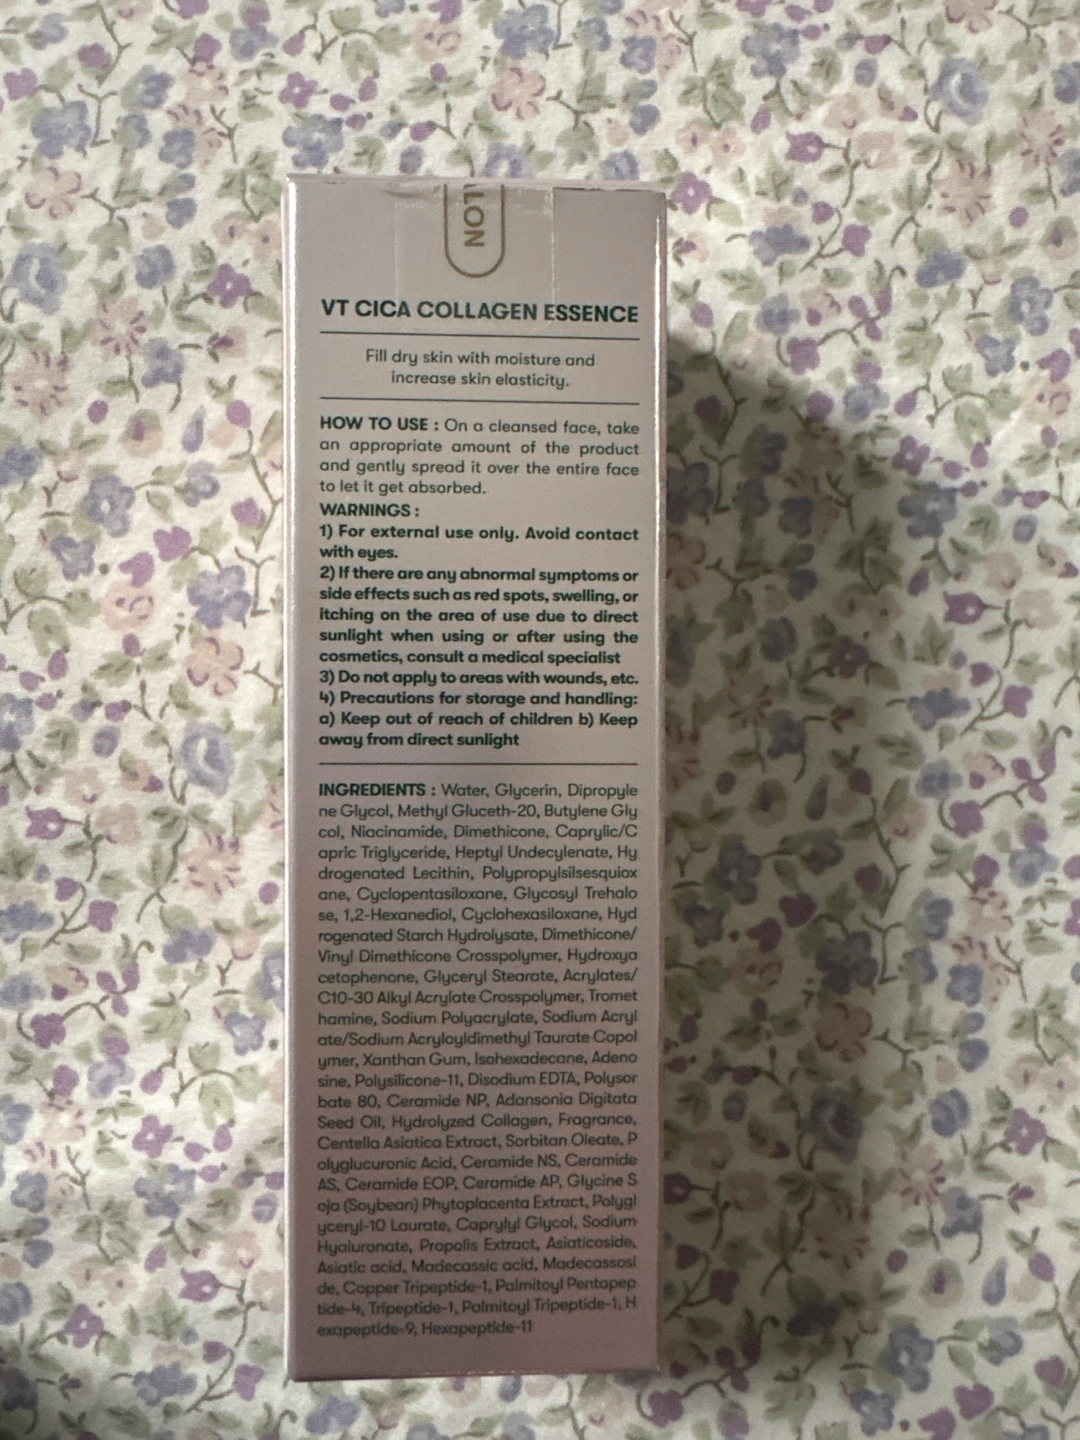 LON
VT CICA COLLAGEN ESSENCE
Fill dry skin with moisture and
increase skin elasticity.
HOW TO USE : On a cleansed face, take
an appropriate amount of the product
and gently spread it over the entire face
to let it get absorbed.
WARNINGS :
1) For external use only. Avoid contact
with eyes.
2) If there are any abnormal symptoms or
side effects such as red spots, swelling, or
itching on the area of use due to direct
sunlight when using or after using the
cosmetics, consult a medical specialist
3) Do not apply to areas with wounds, etc.
4) Precautions for storage and handling:
a) Keep out of reach of children b) Keep
away from direct sunlight
INGREDIENTS : Water, Glycerin, Dipropyle
ne Glycol, Methyl Gluceth-20, Butylene Gly
col, Niacinamide, Dimethicone, Caprylic/C
apric Triglyceride, Heptyl Undecylenate, Hy
drogenated Lecithin, Polypropylsilsesquiox
ane, Cyclopentasiloxane, Glycosyl Trehalo
se, 1,2-Hexanediol, Cyclohexasiloxane, Hyd
rogenated Starch Hydrolysate, Dimethicone/
Vinyl Dimethicone Crosspolymer, Hydroxya
cetophenone, Glyceryl Stearate, Acrylates/
C10-30 Alkyl Acrylate Crosspolymer, Tromet
hamine, Sodium Polyacrylate, Sodium Acryl
ate/Sodium Acryloyldimethyl Taurate Copol
ymer, Xanthan Gum, Isohexadecane, Adeno
sine, Polysilicone-11, Disodium EDTA, Polysor
bate 80, Ceramide NP, Adansonia Digitata
Seed Oil, Hydrolyzed Collagen, Fragrance,
Centella Asiatica Extract, Sorbitan Oleate, P
olyglucuronic Acid, Ceramide NS, Ceramide
AS, Ceramide EOP, Ceramide AP, Glycine S
oja (Soybean) Phytoplacenta Extract, Polygl
yceryl-10 Laurate, Caprylyl Glycol, Sodium
Hyaluronate, Propolis Extract, Asiaticoside,
Asiatic acid, Madecassic acid, Madecassosi
de, Copper Tripeptide-1, Palmitoyl Pentapep
tide-4, Tripeptide-1, Palmitoyl Tripeptide-1, H
exapeptide-9, Hexapeptide-11